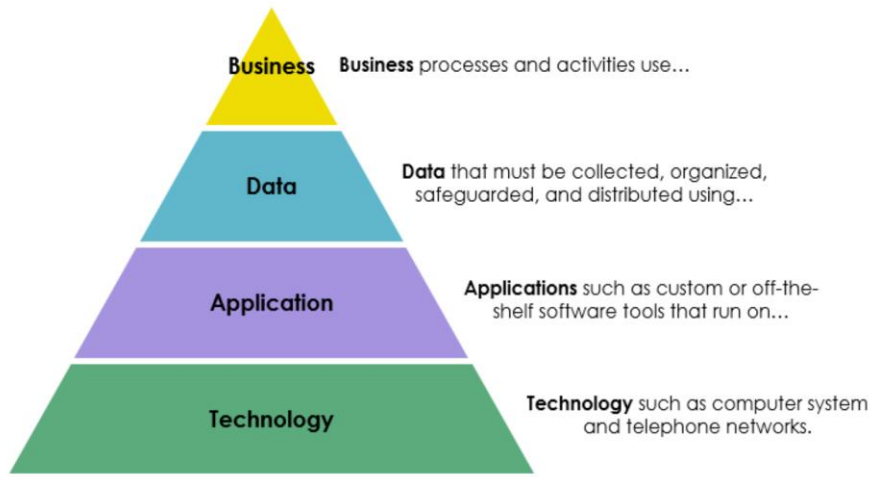 Business
Business processes and activities use…
Data
Data that must be collected, organized,
safeguarded, and distributed using…
Application
Applications such as custom or off-the-
shelf software tools that run on…
Technology
Technology such as computer system
and telephone networks.